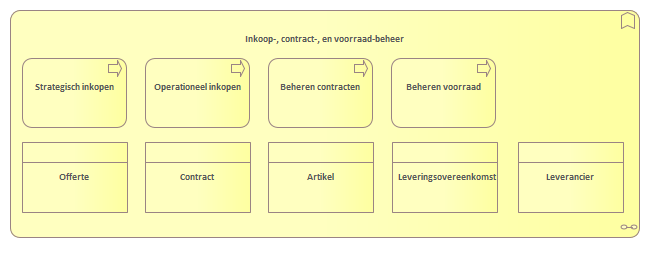 Inkoop-, contract-, en voorraad-beheer
Strategisch inkopen
Operationeel inkopen
Beheren contracten
Beheren voorraad
Offerte
Contract
Artikel
Leveringsovereenkomst
Leverancier